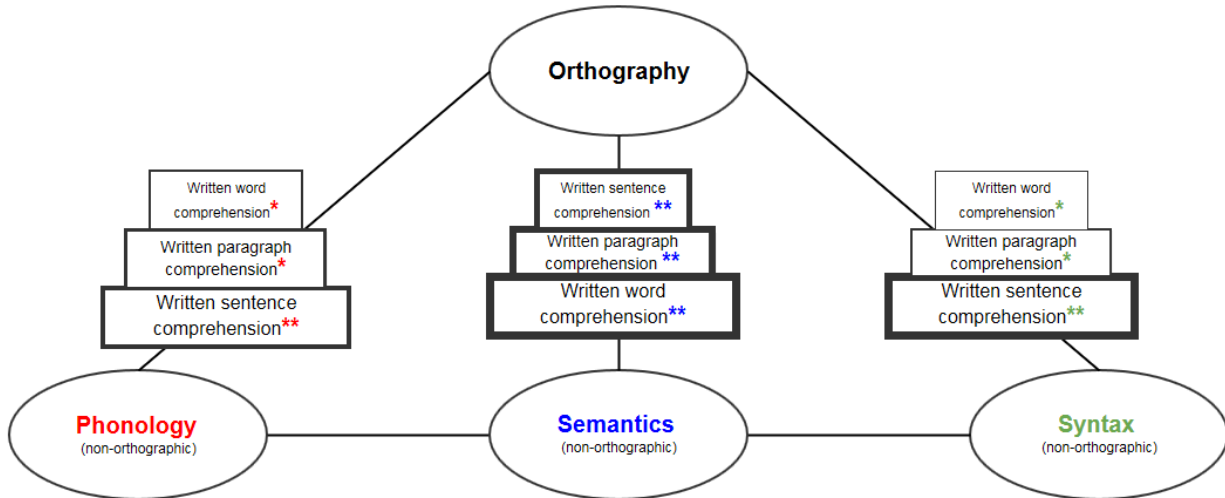 Orthography
Written word
comprehension*
Written paragraph
comprehension*
Written sentence
comprehension**
Written sentence
comprehension **
Written paragraph
comprehension **
Written word
comprehension**
Written word
comprehension*
Written paragraph
comprehension*
Written sentence
comprehension**
Phonology
(non-orthographic)
Semantics
(non-orthographic)
Syntax
(non-orthographic)